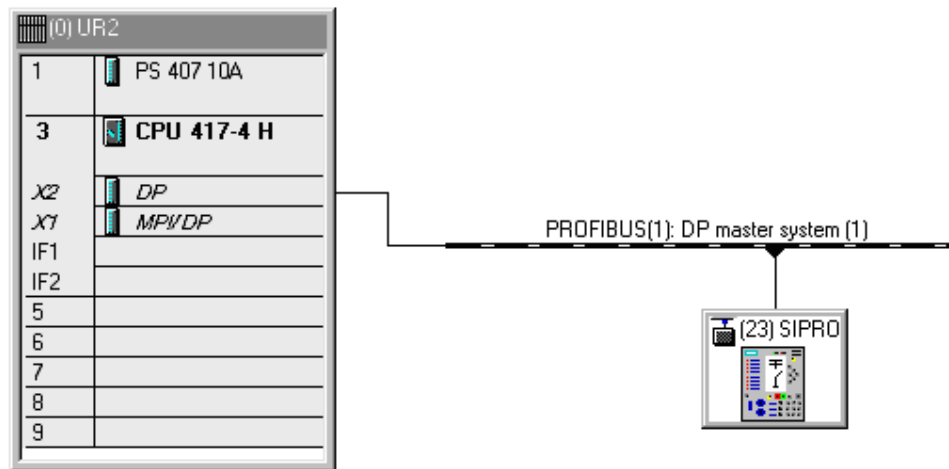 (0) UR2
1 PS 407 10A
3 CPU 417-4 H
X2 DP
X1 MPI/DP
IF1
IF2
5
6
7
8
9
PROFIBUS(1): DP master system (1)
(23) SIPRO